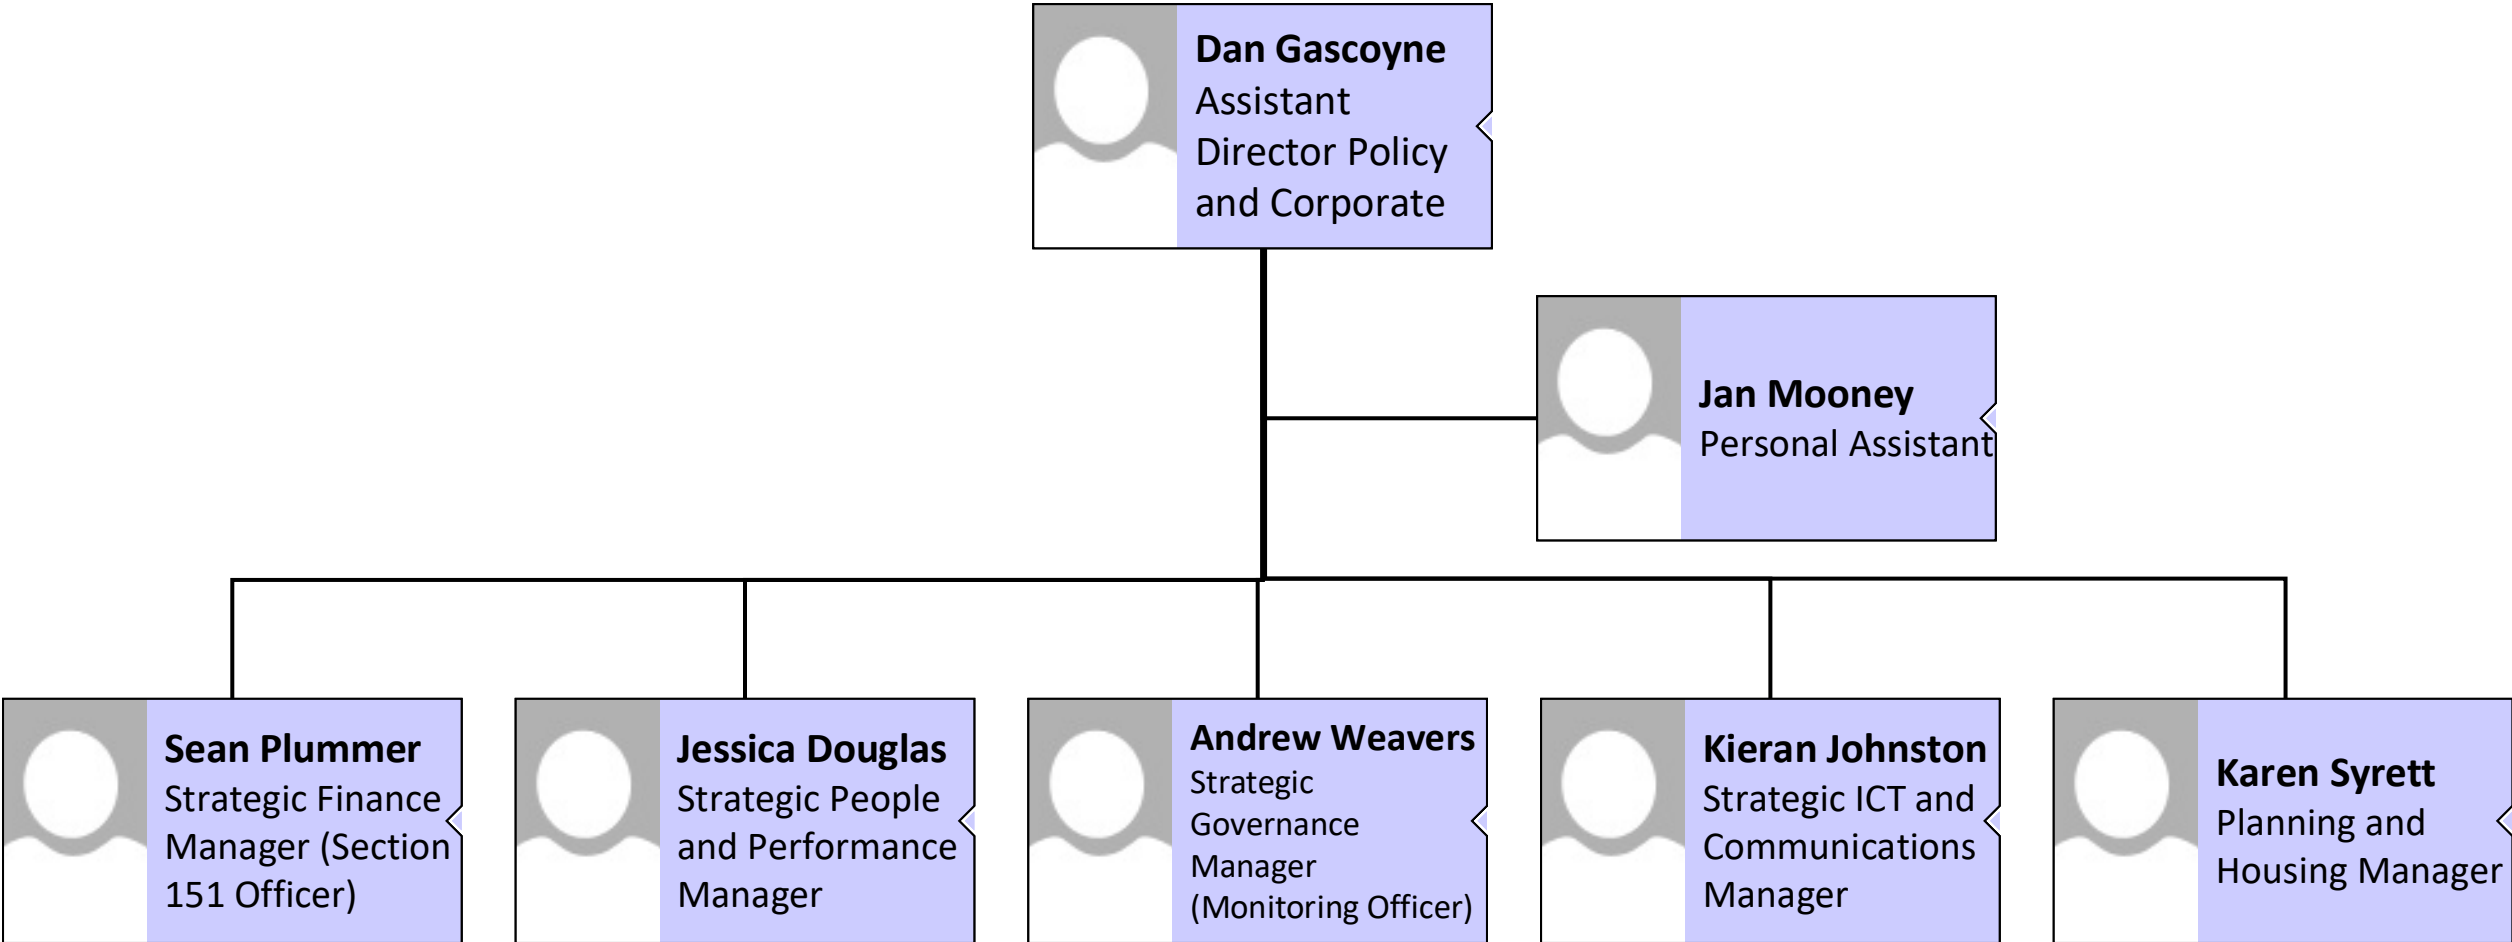 Dan Gascoyne
Assistant
Director Policy
and Corporate
Jan Mooney
Personal Assistant
Sean Plummer
Strategic Finance
Manager (Section
151 Officer)
Jessica Douglas
Strategic People
and Performance
Manager
Andrew Weavers
Strategic
Governance
Manager
(Monitoring Officer)
Kieran Johnston
Strategic ICT and
Communications
Manager
Karen Syrett
Planning and
Housing Manager